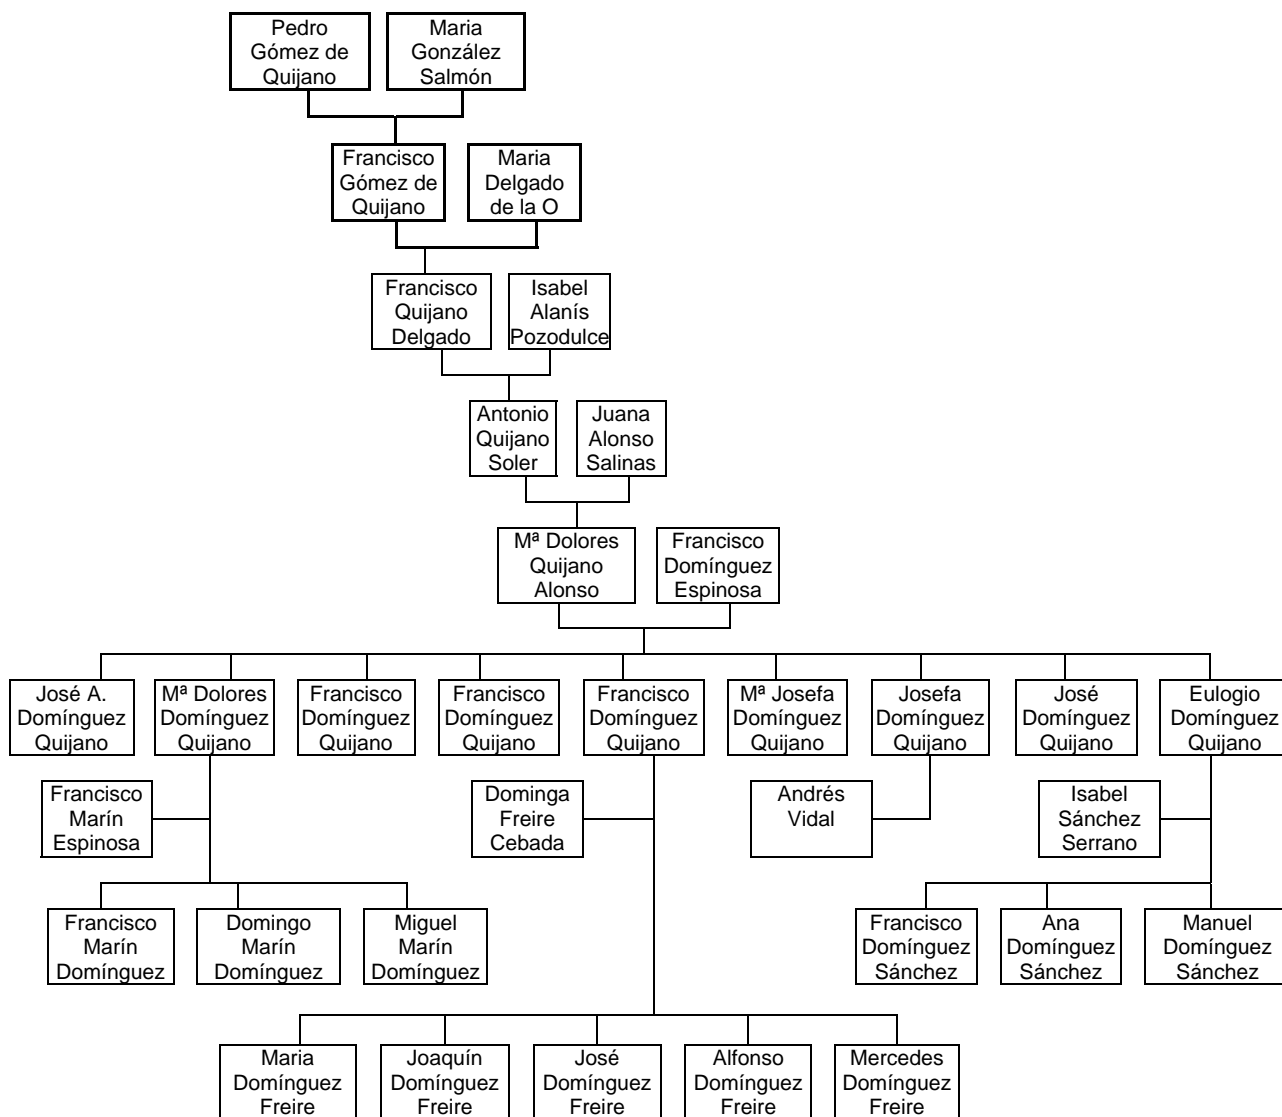 Pedro
Gómez de
Quijano
Maria
González
Salmón
Francisco
Gómez de
Quijano
Maria
Delgado
de la O
Francisco
Quijano
Delgado
Isabel
Alanís
Pozodulce
Antonio
Quijano
Soler
Juana
Alonso
Salinas
Mª Dolores
Quijano
Alonso
Francisco
Domínguez
Espinosa
José A.
Domínguez
Quijano
Mª Dolores
Domínguez
Quijano
Francisco
Domínguez
Quijano
Francisco
Domínguez
Quijano
Francisco
Domínguez
Quijano
Mª Josefa
Domínguez
Quijano
Josefa
Domínguez
Quijano
José
Domínguez
Quijano
Eulogio
Domínguez
Quijano
Francisco
Marín
Espinosa
Dominga
Freire
Cebada
Andrés
Vidal
Isabel
Sánchez
Serrano
Francisco
Marín
Domínguez
Domingo
Marín
Domínguez
Miguel
Marín
Domínguez
Francisco
Domínguez
Sánchez
Ana
Domínguez
Sánchez
Manuel
Domínguez
Sánchez
Maria
Domínguez
Freire
Joaquín
Domínguez
Freire
José
Domínguez
Freire
Alfonso
Domínguez
Freire
Mercedes
Domínguez
Freire